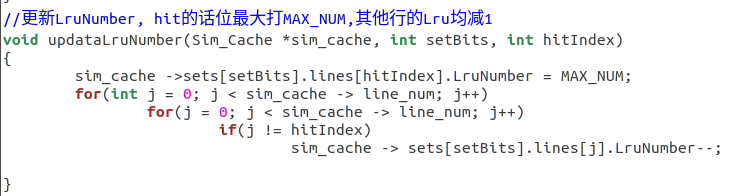 //更新LruNumber, hit的话位最大打MAX_NUM,其他行的Lru均减1
void updataLruNumber(Sim_Cache *sim_cache, int setBits, int hitIndex)
{
        sim_cache ->sets[setBits].lines[hitIndex].LruNumber = MAX_NUM;
        for(int j = 0; j < sim_cache -> line_num; j++)
                for(j = 0; j < sim_cache -> line_num; j++)
                        if(j != hitIndex)
                                sim_cache -> sets[setBits].lines[j].LruNumber--;
}